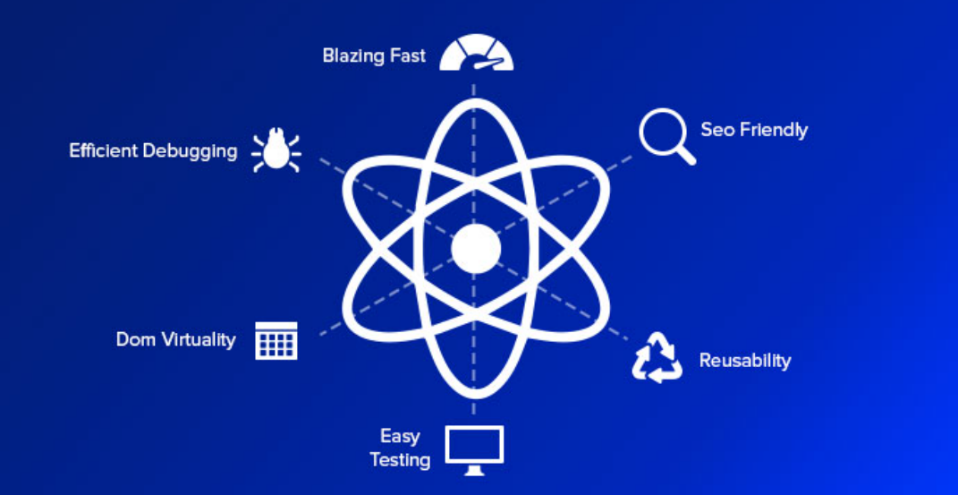 Blazing Fast
Seo Friendly
Efficient Debugging
Dom Virtuality
Reusability
Easy
Testing